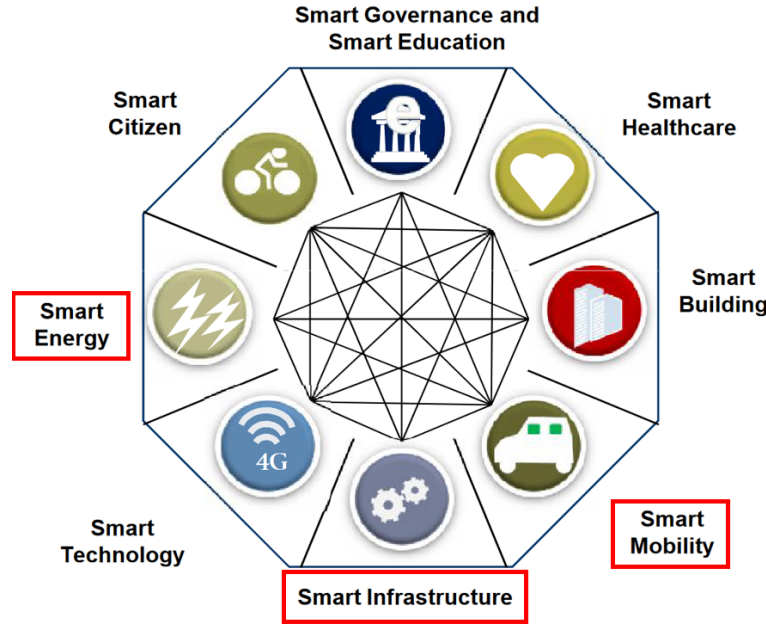 Smart Governance and
Smart Education
Smart
Healthcare
Smart
Building
Smart
Mobility
Smart Infrastructure
Smart
Technology
4G
Smart
Energy
Smart
Citizen
e